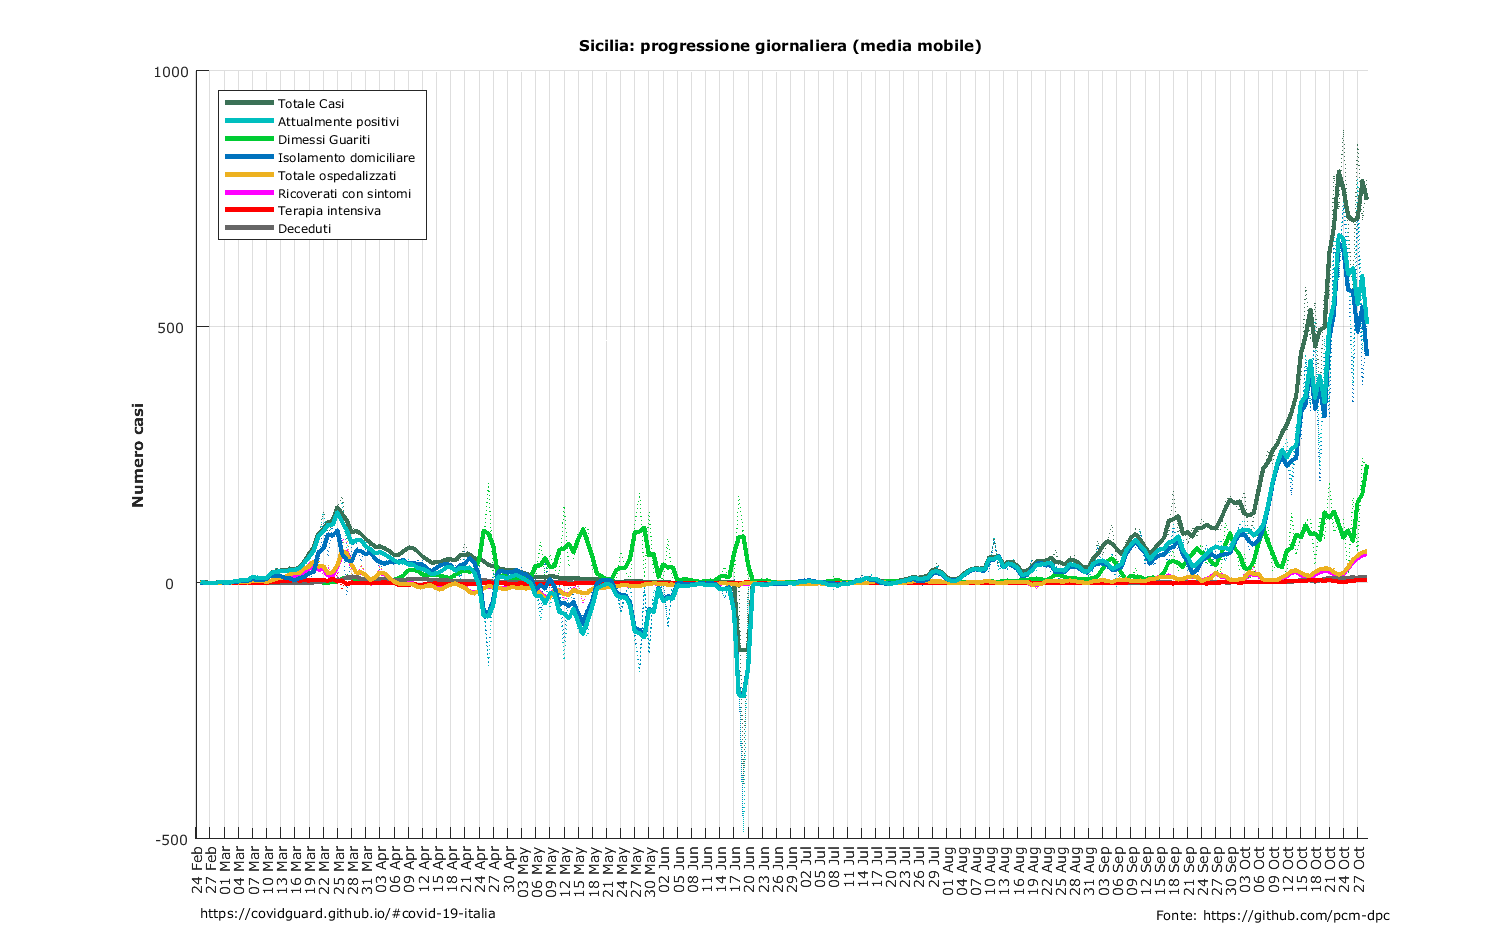 Sicilia: progressione giornaliera (media mobile)
1000
Totale Casi
Attualmente positivi
Dimessi Guariti
Isolamento domiciliare
Totale ospedalizzati
Ricoverati con sintomi
Terapia intensiva
Deceduti
500
Numero casi
0
-500
24 Feb
27 Feb
01 Mar
04 Mar
07 Mar
10 Mar
13 Mar
16 Mar
19 Mar
22 Mar
25 Mar
28 Mar
31 Mar
03 Apr
06 Apr
09 Apr
12 Apr
15 Apr
18 Apr
21 Apr
24 Apr
27 Apr
30 Apr
03 May
06 May
09 May
12 May
15 May
18 May
21 May
24 May
27 May
30 May
02 Jun
05 Jun
08 Jun
11 Jun
14 Jun
17 Jun
20 Jun
23 Jun
26 Jun
29 Jun
02 Jul
05 Jul
08 Jul
11 Jul
14 Jul
17 Jul
20 Jul
23 Jul
26 Jul
29 Jul
01 Aug
04 Aug
07 Aug
10 Aug
13 Aug
16 Aug
19 Aug
22 Aug
25 Aug
28 Aug
31 Aug
03 Sep
06 Sep
09 Sep
12 Sep
15 Sep
18 Sep
21 Sep
24 Sep
27 Sep
30 Sep
03 Oct
06 Oct
09 Oct
12 Oct
15 Oct
18 Oct
21 Oct
24 Oct
27 Oct
https://covidguard.github.io/#covid-19-italia
Fonte: https://github.com/pcm-dpc